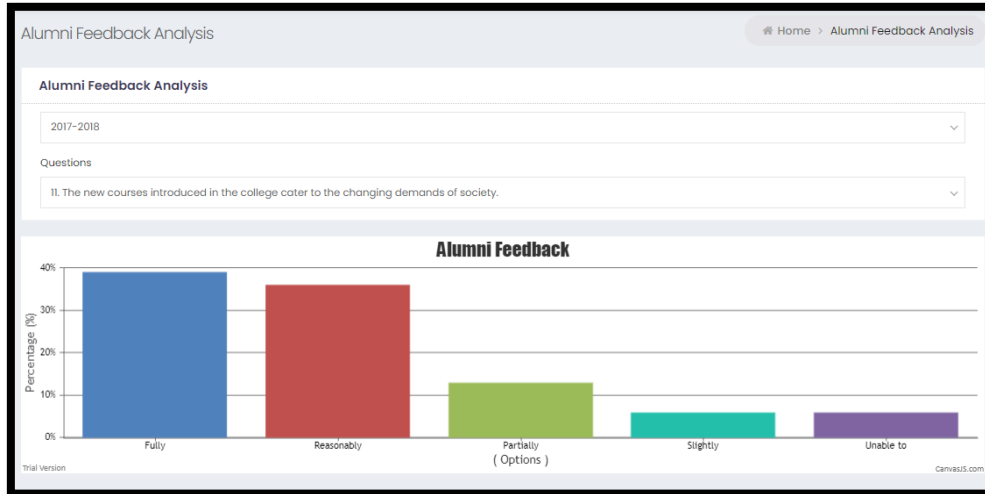 Alumni Feedback Analysis
Home > Alumni Feedback Analysis
Alumni Feedback Analysis
2017-2018
Questions
11. The new courses introduced in the college cater to the changing demands of society.
Alumni Feedback
Percentage (%)
40%
30%
20%
10%
0%
Fully Reasonably Partially Slightly Unable to
( Options )
Trial Version
CanvasJS.com